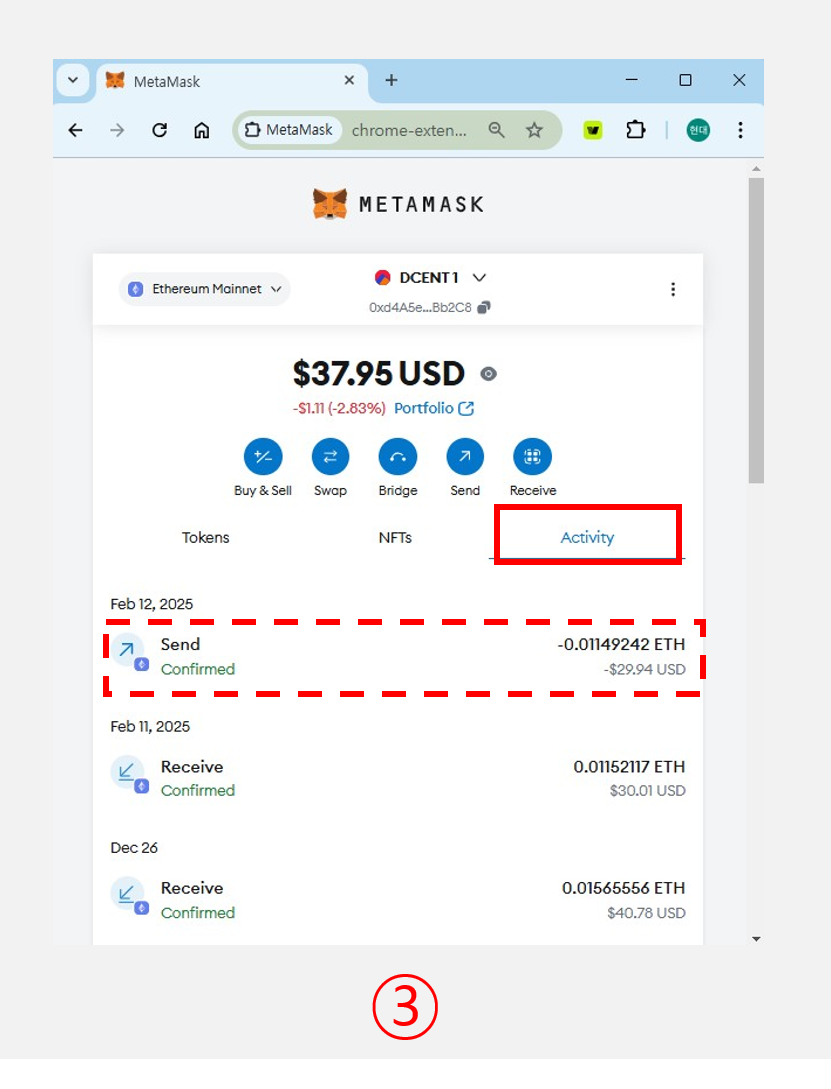 MetaMask
MetaMask chrome-exten... 현대
METAMASK
Ethereum Mainnet DCENT 1
0xd4A5e...Bb2C8
$37.95 USD
-$1.11 (-2.83%) Portfolio
Buy & Sell Swap Bridge Send Receive
Tokens NFTs Activity
Feb 12, 2025
Send -0.01149242 ETH
Confirmed -$29.94 USD
Feb 11, 2025
Receive 0.01152117 ETH
Confirmed $30.01 USD
Dec 26
Receive 0.01565556 ETH
Confirmed $40.78 USD
③